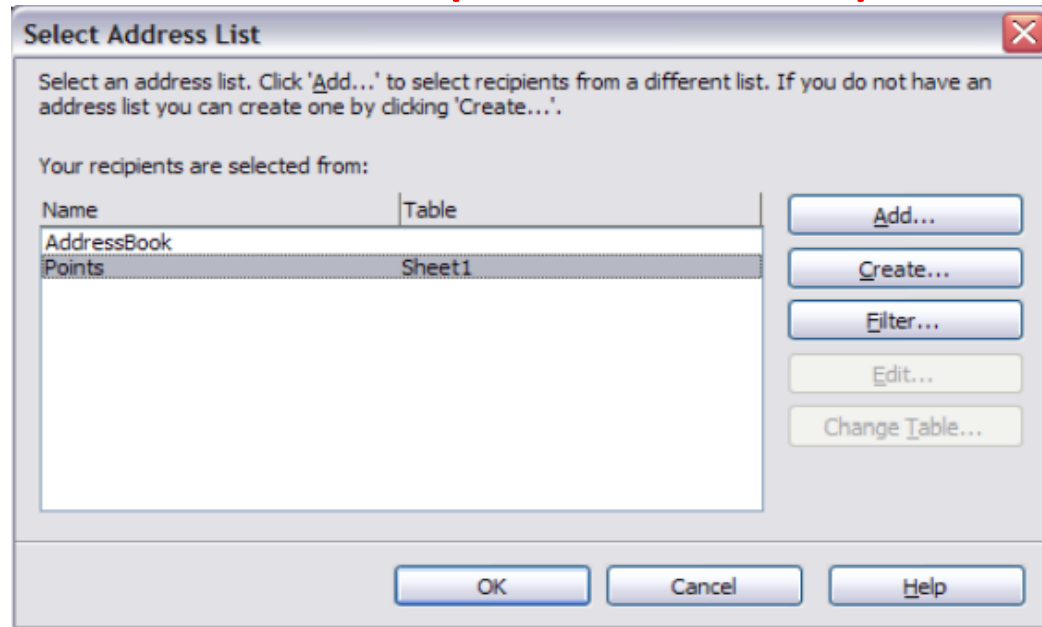 Select Address List
Select an address list. Click 'Add...' to select recipients from a different list. If you do not have an
address list you can create one by clicking 'Create...'.
Your recipients are selected from:
Name Table
Add...
AddressBook
Points Sheet1
Create...
Filter...
Edit...
Change Table...
OK Cancel Help